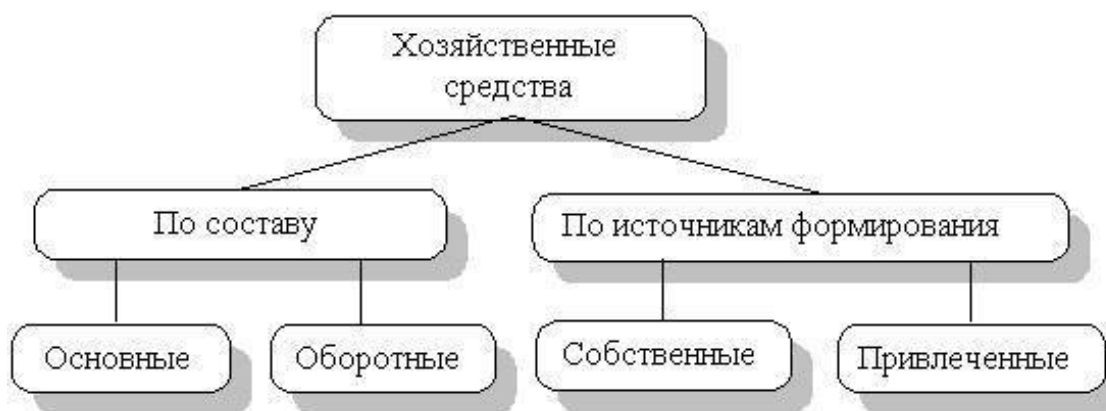 Хозяйственные
средства
По составу
По источникам формирования
Основные
Оборотные
Собственные
Привлеченные